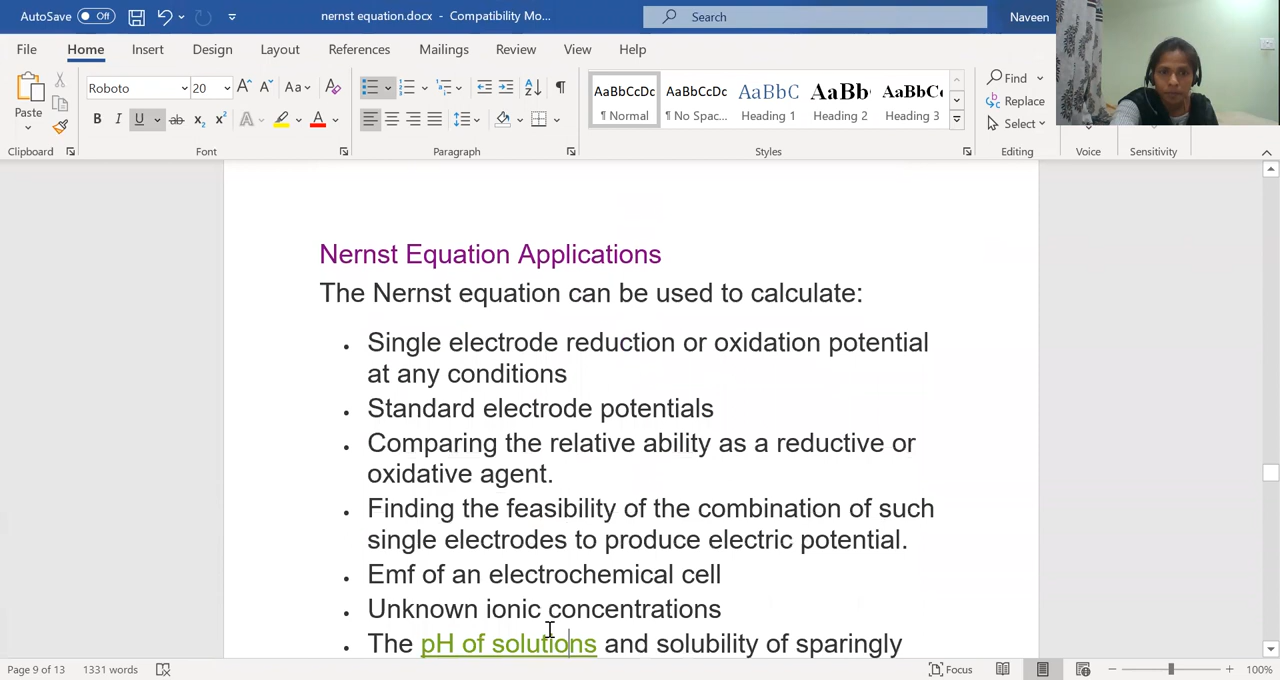 AutoSave Off nernst equation.docx - Compatibility Mo... Search Naveen
File Home Insert Design Layout References Mailings Review View Help
Paste Roboto 20 A A Aa A AaBbCcDc AaBbCcDc AaBbC AaBb AaBbCc Find
¶ Normal ¶ No Spac... Heading 1 Heading 2 Heading 3 Replace
B I U ab x₂ x² A A Select
Clipboard Font Paragraph Styles Editing Voice Sensitivity
Nernst Equation Applications
The Nernst equation can be used to calculate:
• Single electrode reduction or oxidation potential
at any conditions
• Standard electrode potentials
• Comparing the relative ability as a reductive or
oxidative agent.
• Finding the feasibility of the combination of such
single electrodes to produce electric potential.
• Emf of an electrochemical cell
• Unknown ionic concentrations
• The pH of solutions and solubility of sparingly
Page 9 of 13 1331 words Focus 100%